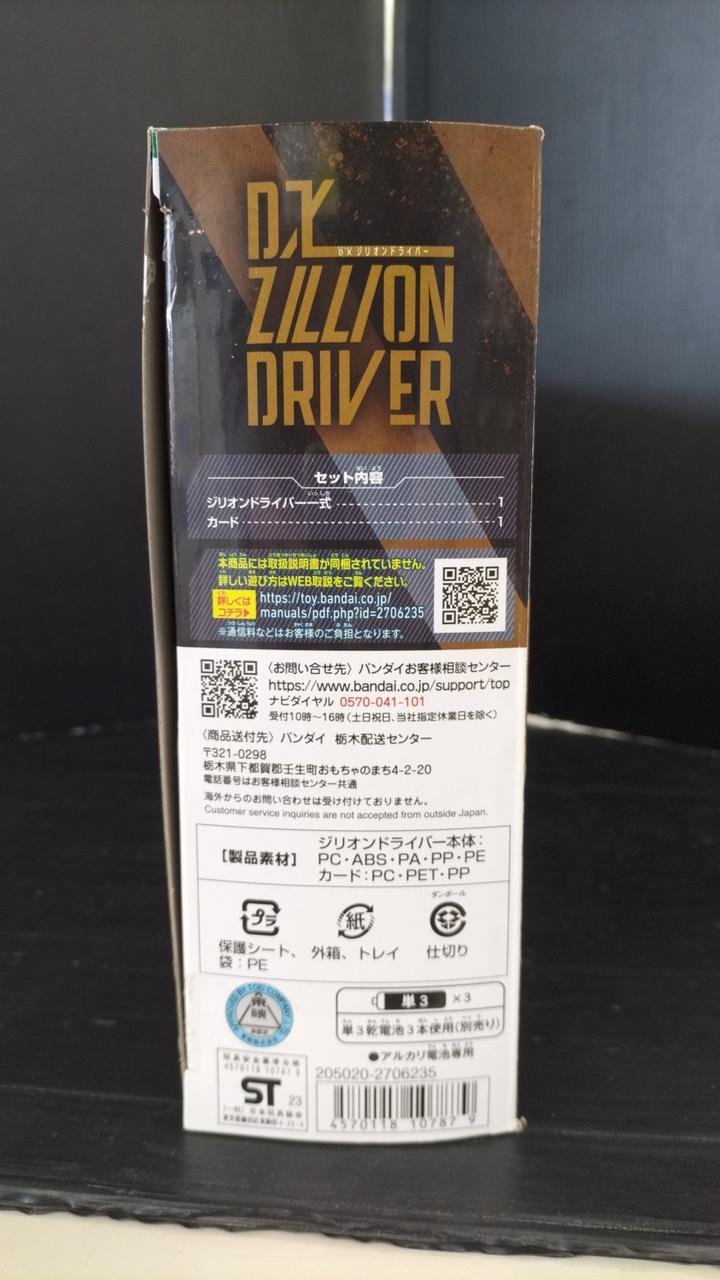 DX
DXジリオンドライバー
ZILLION
DRIVER
セット内容
ジリオンドライバー一式 1
カード 1
本商品には取扱説明書が同梱されていません。
詳しい遊び方はWEB取説をご覧ください。
詳しくは
コチラ▶
https://toy.bandai.co.jp/
manuals/pdf.php?id=2706235
※通信料などはお客様のご負担となります。
〈お問い合せ先〉バンダイお客様相談センター
https://www.bandai.co.jp/support/top
ナビダイヤル 0570-041-101
受付10時〜16時(土日祝日、当社指定休業日を除く)
〈商品送付先〉バンダイ 栃木配送センター
〒321-0298
栃木県下都賀郡壬生町おもちゃのまち4-2-20
電話番号はお客様相談センター共通
海外からのお問い合わせは受け付けておりません。
Customer service inquiries are not accepted from outside Japan.
[製品素材]
ジリオンドライバー本体:
PC・ABS・PA・PP・PE
カード:PC・PET・PP
プラ
保護シート、
袋:PE
紙
外箱、トレイ
ダンボール
仕切り
APPROVED BY TOEI COMPANY
単3 ×3
単3乾電池3本使用(別売り)
●アルカリ電池専用
玩具安全基準合格
4570118 10787 9
ST 23
205020-2706235
4570118 107879